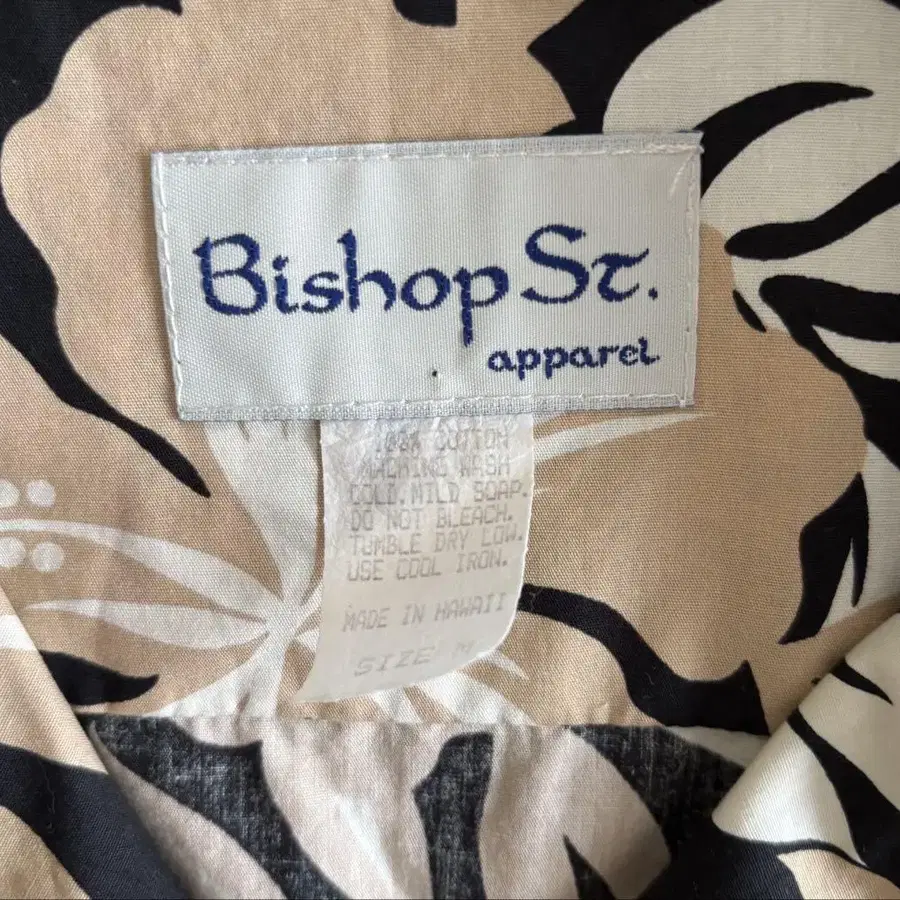 Bishop St.
apparel
100% COTTON
MACHINE WASH
COLD. MILD SOAP.
DO NOT BLEACH.
TUMBLE DRY LOW.
USE COOL IRON.
MADE IN HAWAII
SIZE M